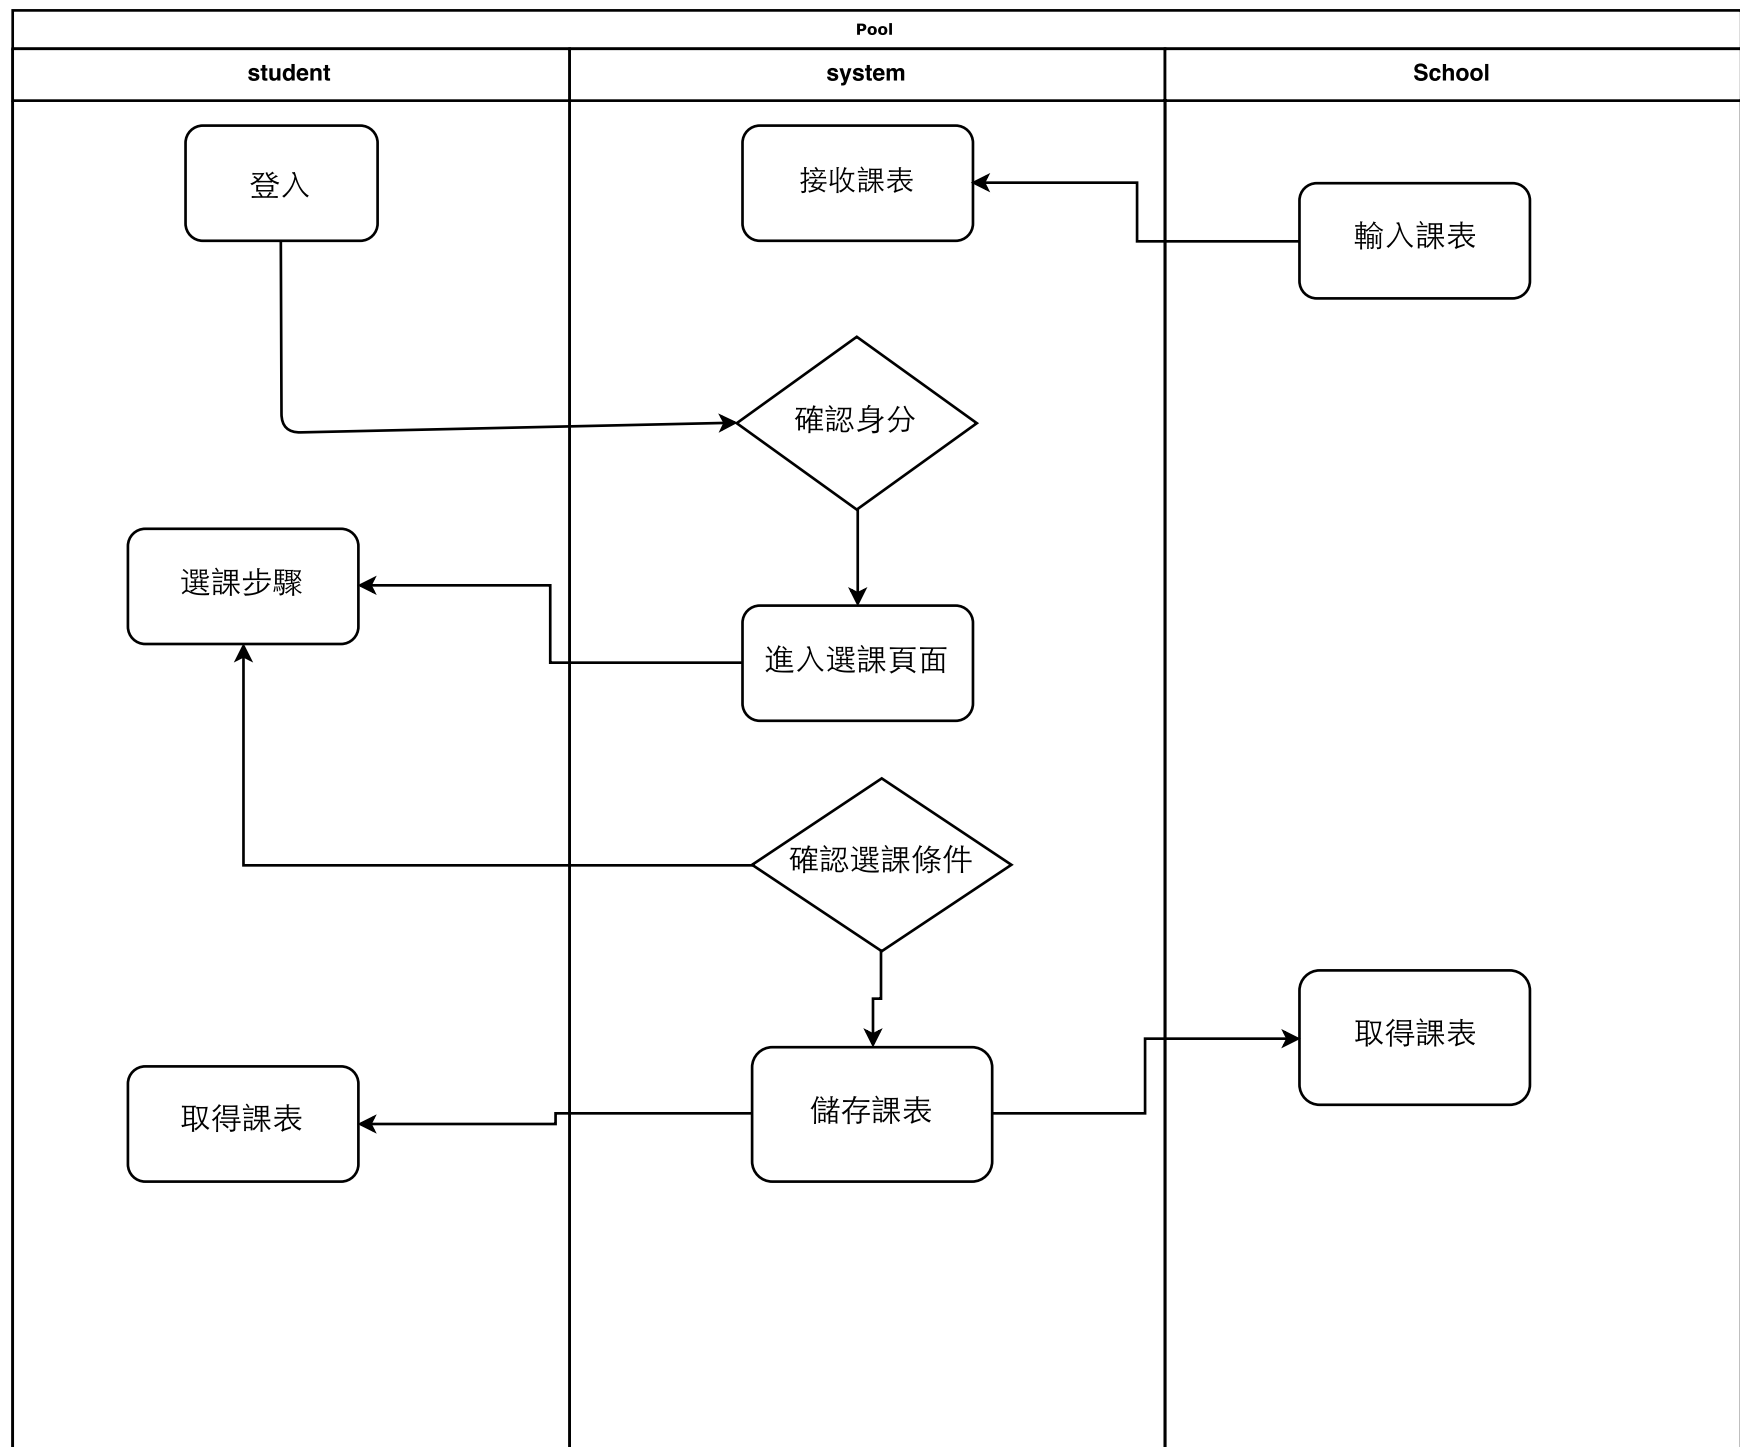 Pool
student
system
School
登入
接收課表
輸入課表
確認身分
選課步驟
進入選課頁面
確認選課條件
取得課表
儲存課表
取得課表